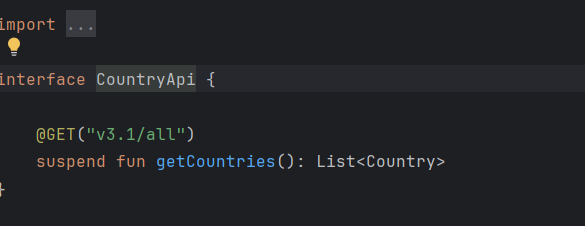 import ...
interface CountryApi {
@GET("v3.1/all")
suspend fun getCountries(): List<Country>
}